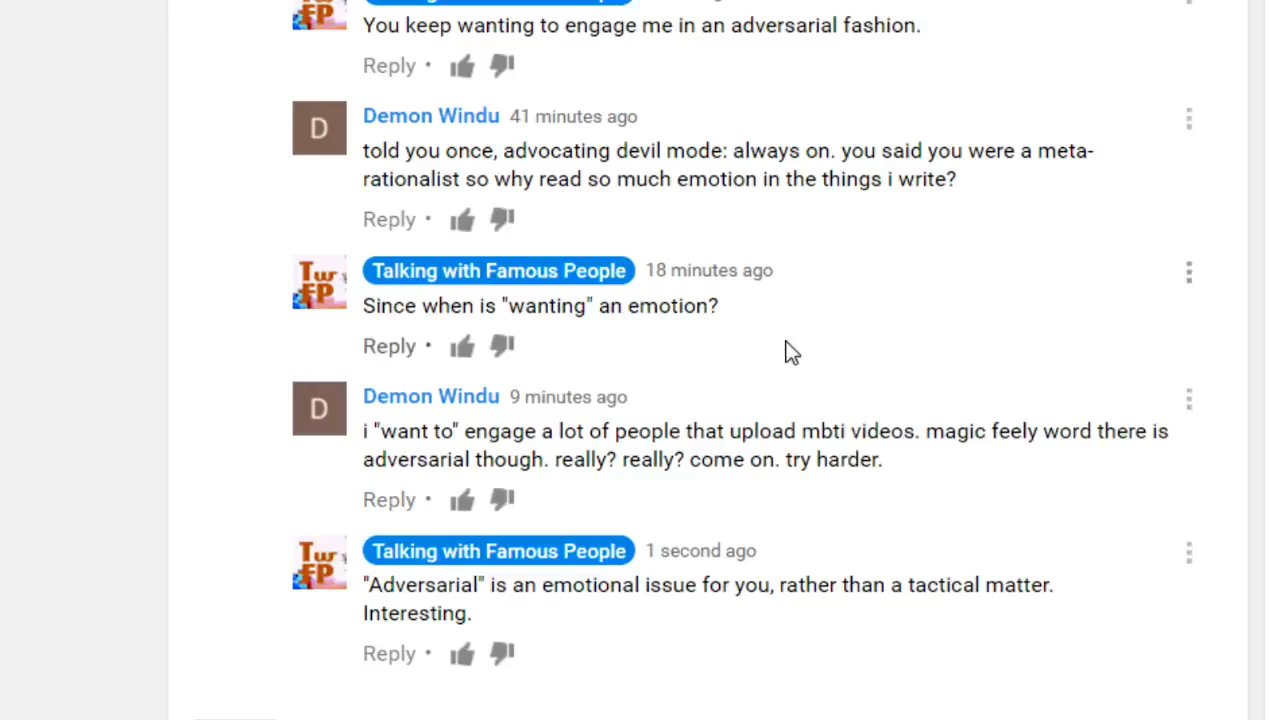 You keep wanting to engage me in an adversarial fashion.
Reply •
D
Demon Windu 41 minutes ago
told you once, advocating devil mode: always on. you said you were a meta-
rationalist so why read so much emotion in the things i write?
Reply •
Twf
FP
Talking with Famous People 18 minutes ago
Since when is "wanting" an emotion?
Reply •
D
Demon Windu 9 minutes ago
i "want to" engage a lot of people that upload mbti videos. magic feely word there is
adversarial though. really? really? come on. try harder.
Reply •
Twf
FP
Talking with Famous People 1 second ago
"Adversarial" is an emotional issue for you, rather than a tactical matter.
Interesting.
Reply •